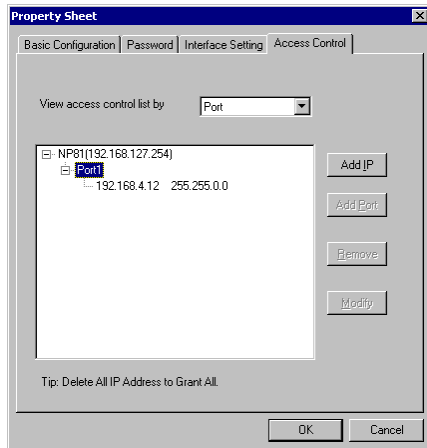 Property Sheet
Basic Configuration Password Interface Setting Access Control
View access control list by Port
NP81(192.168.127.254)
Port1
192.168.4.12 255.255.0.0
Add IP
Add Port
Remove
Modify
Tip: Delete All IP Address to Grant All.
OK Cancel